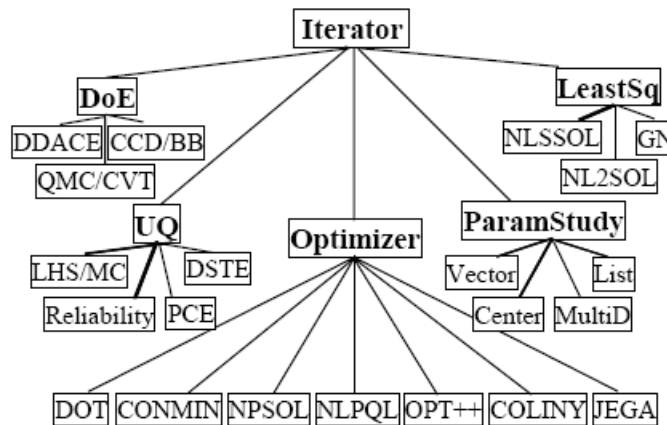 Iterator
DoE
LeastSq
DDACE CCD/BB
NLSSOL GN
QMC/CVT
NL2SOL
UQ
ParamStudy
Optimizer
LHS/MC DSTE
Vector List
Reliability PCE
Center MultiD
DOT CONMIN NPSOL NLPQL OPT++ COLINY JEGA